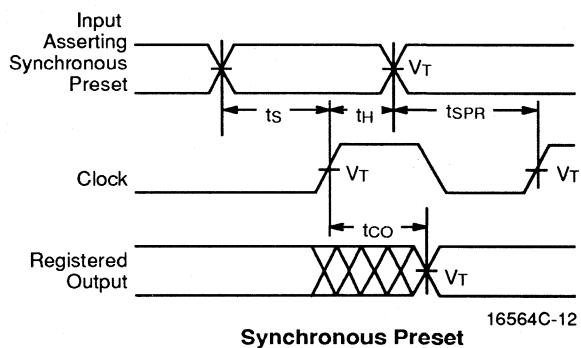 Input
Asserting
Synchronous
Preset
VT
tS
tH
tSPR
Clock
VT
VT
tCO
Registered
Output
VT
16564C-12
Synchronous Preset